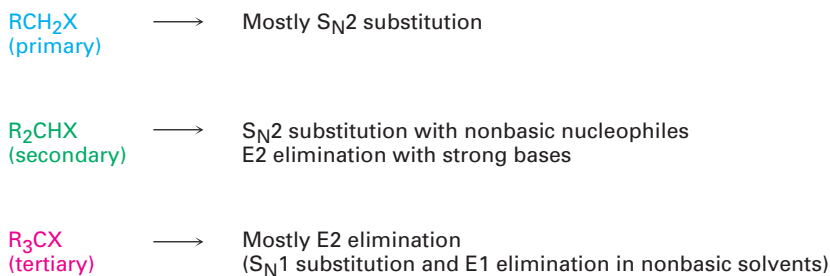 RCH₂X ⟶ Mostly Sₙ2 substitution
(primary)
R₂CHX ⟶ Sₙ2 substitution with nonbasic nucleophiles
(secondary) E2 elimination with strong bases
R₃CX ⟶ Mostly E2 elimination
(tertiary) (Sₙ1 substitution and E1 elimination in nonbasic solvents)